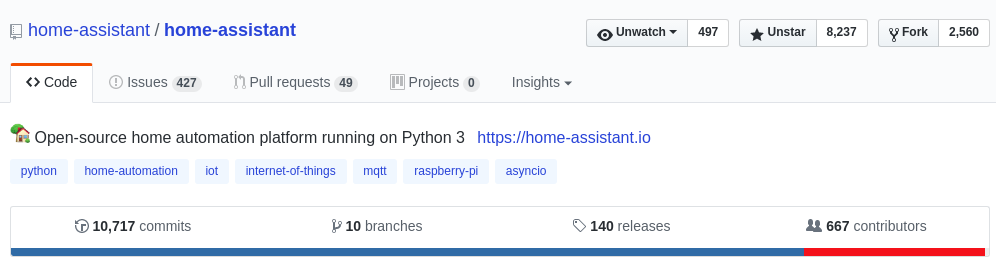 home-assistant / home-assistant Unwatch 497 Unstar 8,237 Fork 2,560
Code Issues 427 Pull requests 49 Projects 0 Insights
Open-source home automation platform running on Python 3 https://home-assistant.io
python home-automation iot internet-of-things mqtt raspberry-pi asyncio
10,717 commits 10 branches 140 releases 667 contributors